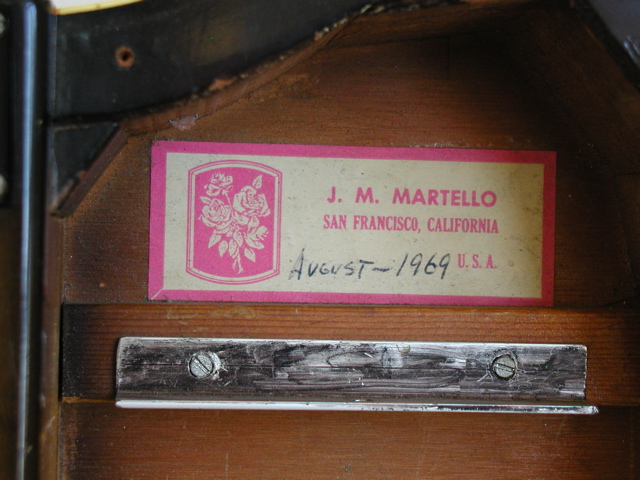 J. M. MARTELLO
SAN FRANCISCO, CALIFORNIA
AUGUST - 1969 U. S. A.